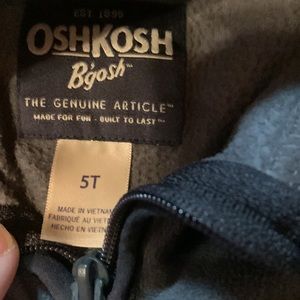 EST 1895
OSHKOSH
B'gosh™
THE GENUINE ARTICLE™
MADE FOR FUN · BUILT TO LAST™
5T
MADE IN VIETNAM
FABRIQUÉ AU VIETNAM
HECHO EN VIETNAM